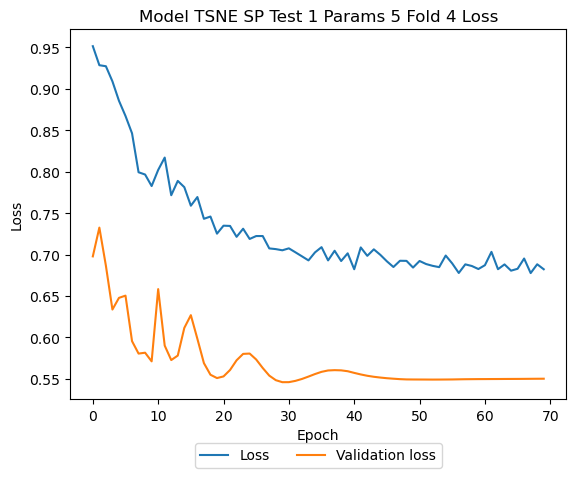 Model TSNE SP Test 1 Params 5 Fold 4 Loss
0.95
0.90
0.85
0.80
0.75
0.70
0.65
0.60
0.55
Loss
0 10 20 30 40 50 60 70
Epoch
Loss Validation loss